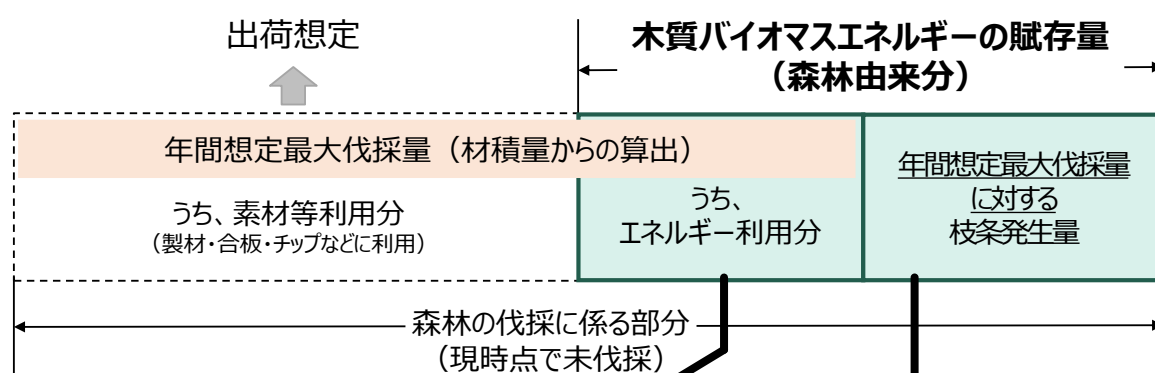 出荷想定
木質バイオマスエネルギーの賦存量
（森林由来分）
年間想定最大伐採量（材積量からの算出）
うち、素材等利用分
（製材・合板・チップなどに利用）
うち、
エネルギー利用分
年間想定最大伐採量
に対する
枝条発生量
森林の伐採に係る部分
（現時点で未伐採）